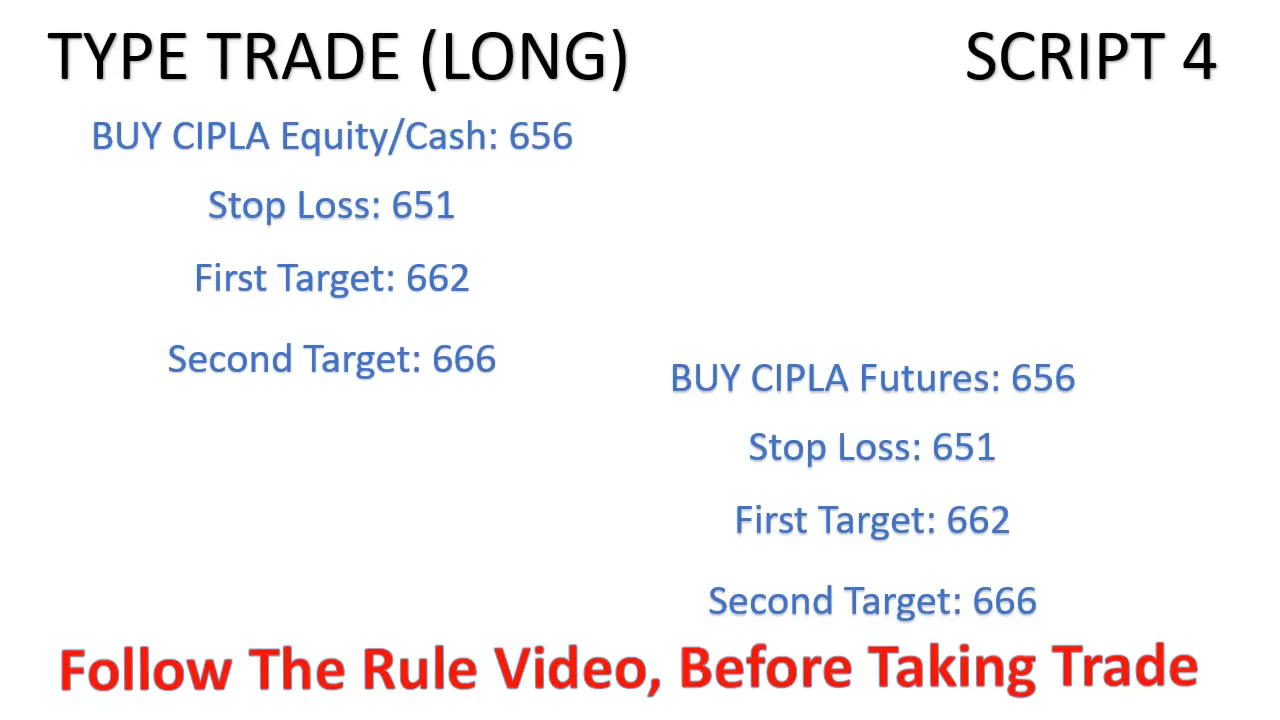 TYPE TRADE (LONG)
SCRIPT 4
BUY CIPLA Equity/Cash: 656
Stop Loss: 651
First Target: 662
Second Target: 666
BUY CIPLA Futures: 656
Stop Loss: 651
First Target: 662
Second Target: 666
Follow The Rule Video, Before Taking Trade